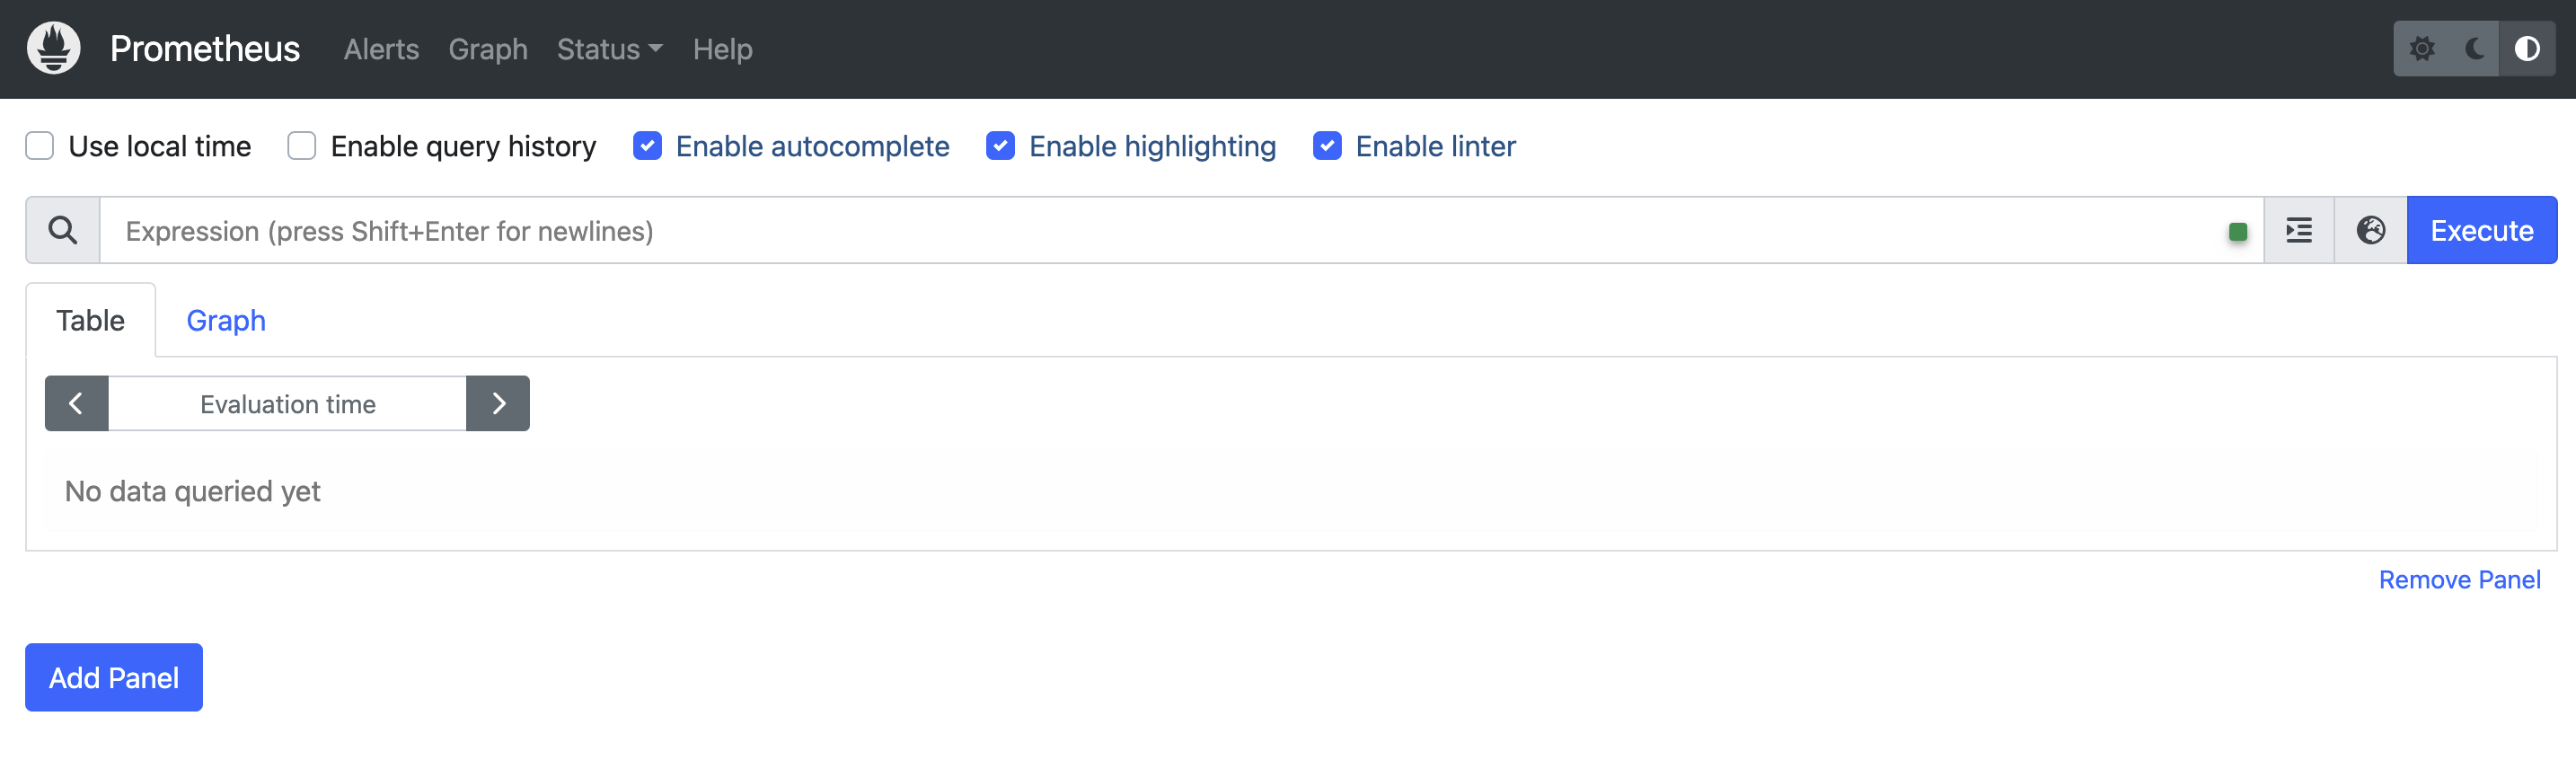 Prometheus Alerts Graph Status Help
Use local time Enable query history Enable autocomplete Enable highlighting Enable linter
Expression (press Shift+Enter for newlines) Execute
Table Graph
Evaluation time
No data queried yet
Remove Panel
Add Panel